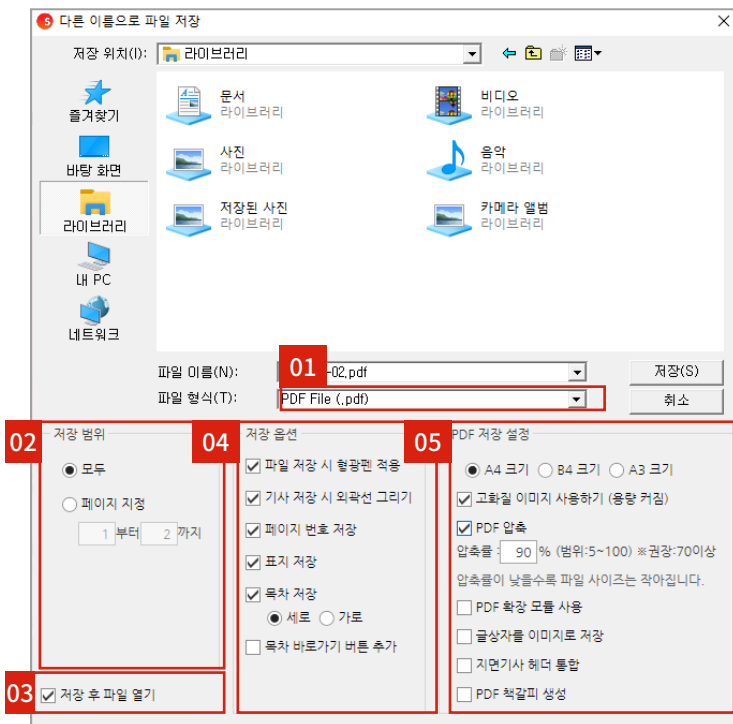 다른 이름으로 파일 저장
저장 위치(I): 라이브러리
즐겨찾기
바탕 화면
라이브러리
내 PC
네트워크
문서
라이브러리
비디오
라이브러리
사진
라이브러리
음악
라이브러리
저장된 사진
라이브러리
카메라 앨범
라이브러리
파일 이름(N): -02.pdf 저장(S)
01
파일 형식(T): PDF File (.pdf) 취소
02
저장 범위
모두
페이지 지정
1 부터 2 까지
03
저장 후 파일 열기
04
저장 옵션
파일 저장 시 형광펜 적용
기사 저장 시 외곽선 그리기
페이지 번호 저장
표지 저장
목차 저장
세로 가로
목차 바로가기 버튼 추가
05
PDF 저장 설정
A4 크기 B4 크기 A3 크기
고화질 이미지 사용하기 (용량 커짐)
PDF 압축
압축률 : 90 % (범위:5~100) ※권장:70이상
압축률이 낮을수록 파일 사이즈는 작아집니다.
PDF 확장 모듈 사용
글상자를 이미지로 저장
지면기사 헤더 통합
PDF 책갈피 생성